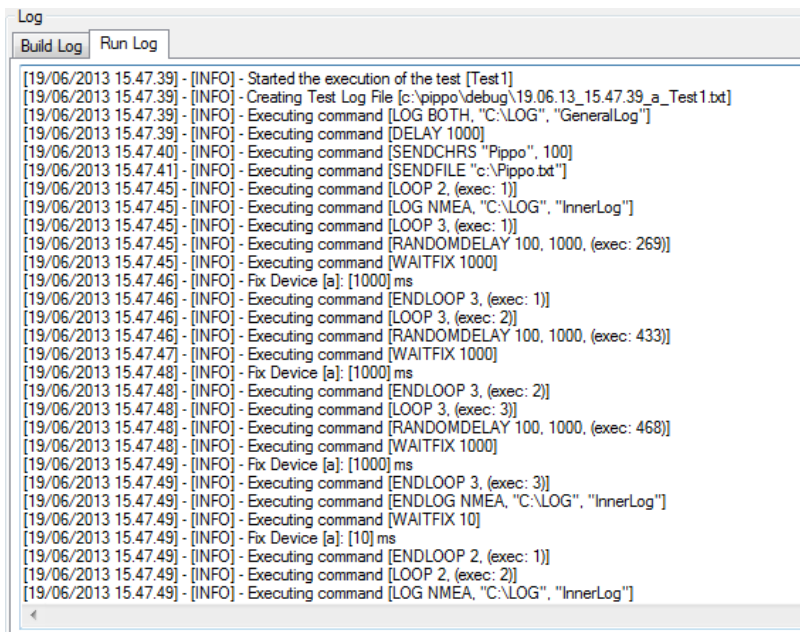 Log
Build Log Run Log
[19/06/2013 15.47.39] - [INFO] - Started the execution of the test [Test1]
[19/06/2013 15.47.39] - [INFO] - Creating Test Log File [c:\pippo\debug\19.06.13_15.47.39_a_Test1.txt]
[19/06/2013 15.47.39] - [INFO] - Executing command [LOG BOTH, "C:\LOG", "GeneralLog"]
[19/06/2013 15.47.39] - [INFO] - Executing command [DELAY 1000]
[19/06/2013 15.47.40] - [INFO] - Executing command [SENDCHRS "Pippo", 100]
[19/06/2013 15.47.41] - [INFO] - Executing command [SENDFILE "c:\Pippo.txt"]
[19/06/2013 15.47.45] - [INFO] - Executing command [LOOP 2, (exec: 1)]
[19/06/2013 15.47.45] - [INFO] - Executing command [LOG NMEA, "C:\LOG", "InnerLog"]
[19/06/2013 15.47.45] - [INFO] - Executing command [LOOP 3, (exec: 1)]
[19/06/2013 15.47.45] - [INFO] - Executing command [RANDOMDELAY 100, 1000, (exec: 269)]
[19/06/2013 15.47.45] - [INFO] - Executing command [WAITFIX 1000]
[19/06/2013 15.47.46] - [INFO] - Fix Device [a]: [1000] ms
[19/06/2013 15.47.46] - [INFO] - Executing command [ENDLOOP 3, (exec: 1)]
[19/06/2013 15.47.46] - [INFO] - Executing command [LOOP 3, (exec: 2)]
[19/06/2013 15.47.46] - [INFO] - Executing command [RANDOMDELAY 100, 1000, (exec: 433)]
[19/06/2013 15.47.47] - [INFO] - Executing command [WAITFIX 1000]
[19/06/2013 15.47.48] - [INFO] - Fix Device [a]: [1000] ms
[19/06/2013 15.47.48] - [INFO] - Executing command [ENDLOOP 3, (exec: 2)]
[19/06/2013 15.47.48] - [INFO] - Executing command [LOOP 3, (exec: 3)]
[19/06/2013 15.47.48] - [INFO] - Executing command [RANDOMDELAY 100, 1000, (exec: 468)]
[19/06/2013 15.47.48] - [INFO] - Executing command [WAITFIX 1000]
[19/06/2013 15.47.49] - [INFO] - Fix Device [a]: [1000] ms
[19/06/2013 15.47.49] - [INFO] - Executing command [ENDLOOP 3, (exec: 3)]
[19/06/2013 15.47.49] - [INFO] - Executing command [ENDLOG NMEA, "C:\LOG", "InnerLog"]
[19/06/2013 15.47.49] - [INFO] - Executing command [WAITFIX 10]
[19/06/2013 15.47.49] - [INFO] - Fix Device [a]: [10] ms
[19/06/2013 15.47.49] - [INFO] - Executing command [ENDLOOP 2, (exec: 1)]
[19/06/2013 15.47.49] - [INFO] - Executing command [LOOP 2, (exec: 2)]
[19/06/2013 15.47.49] - [INFO] - Executing command [LOG NMEA, "C:\LOG", "InnerLog"]